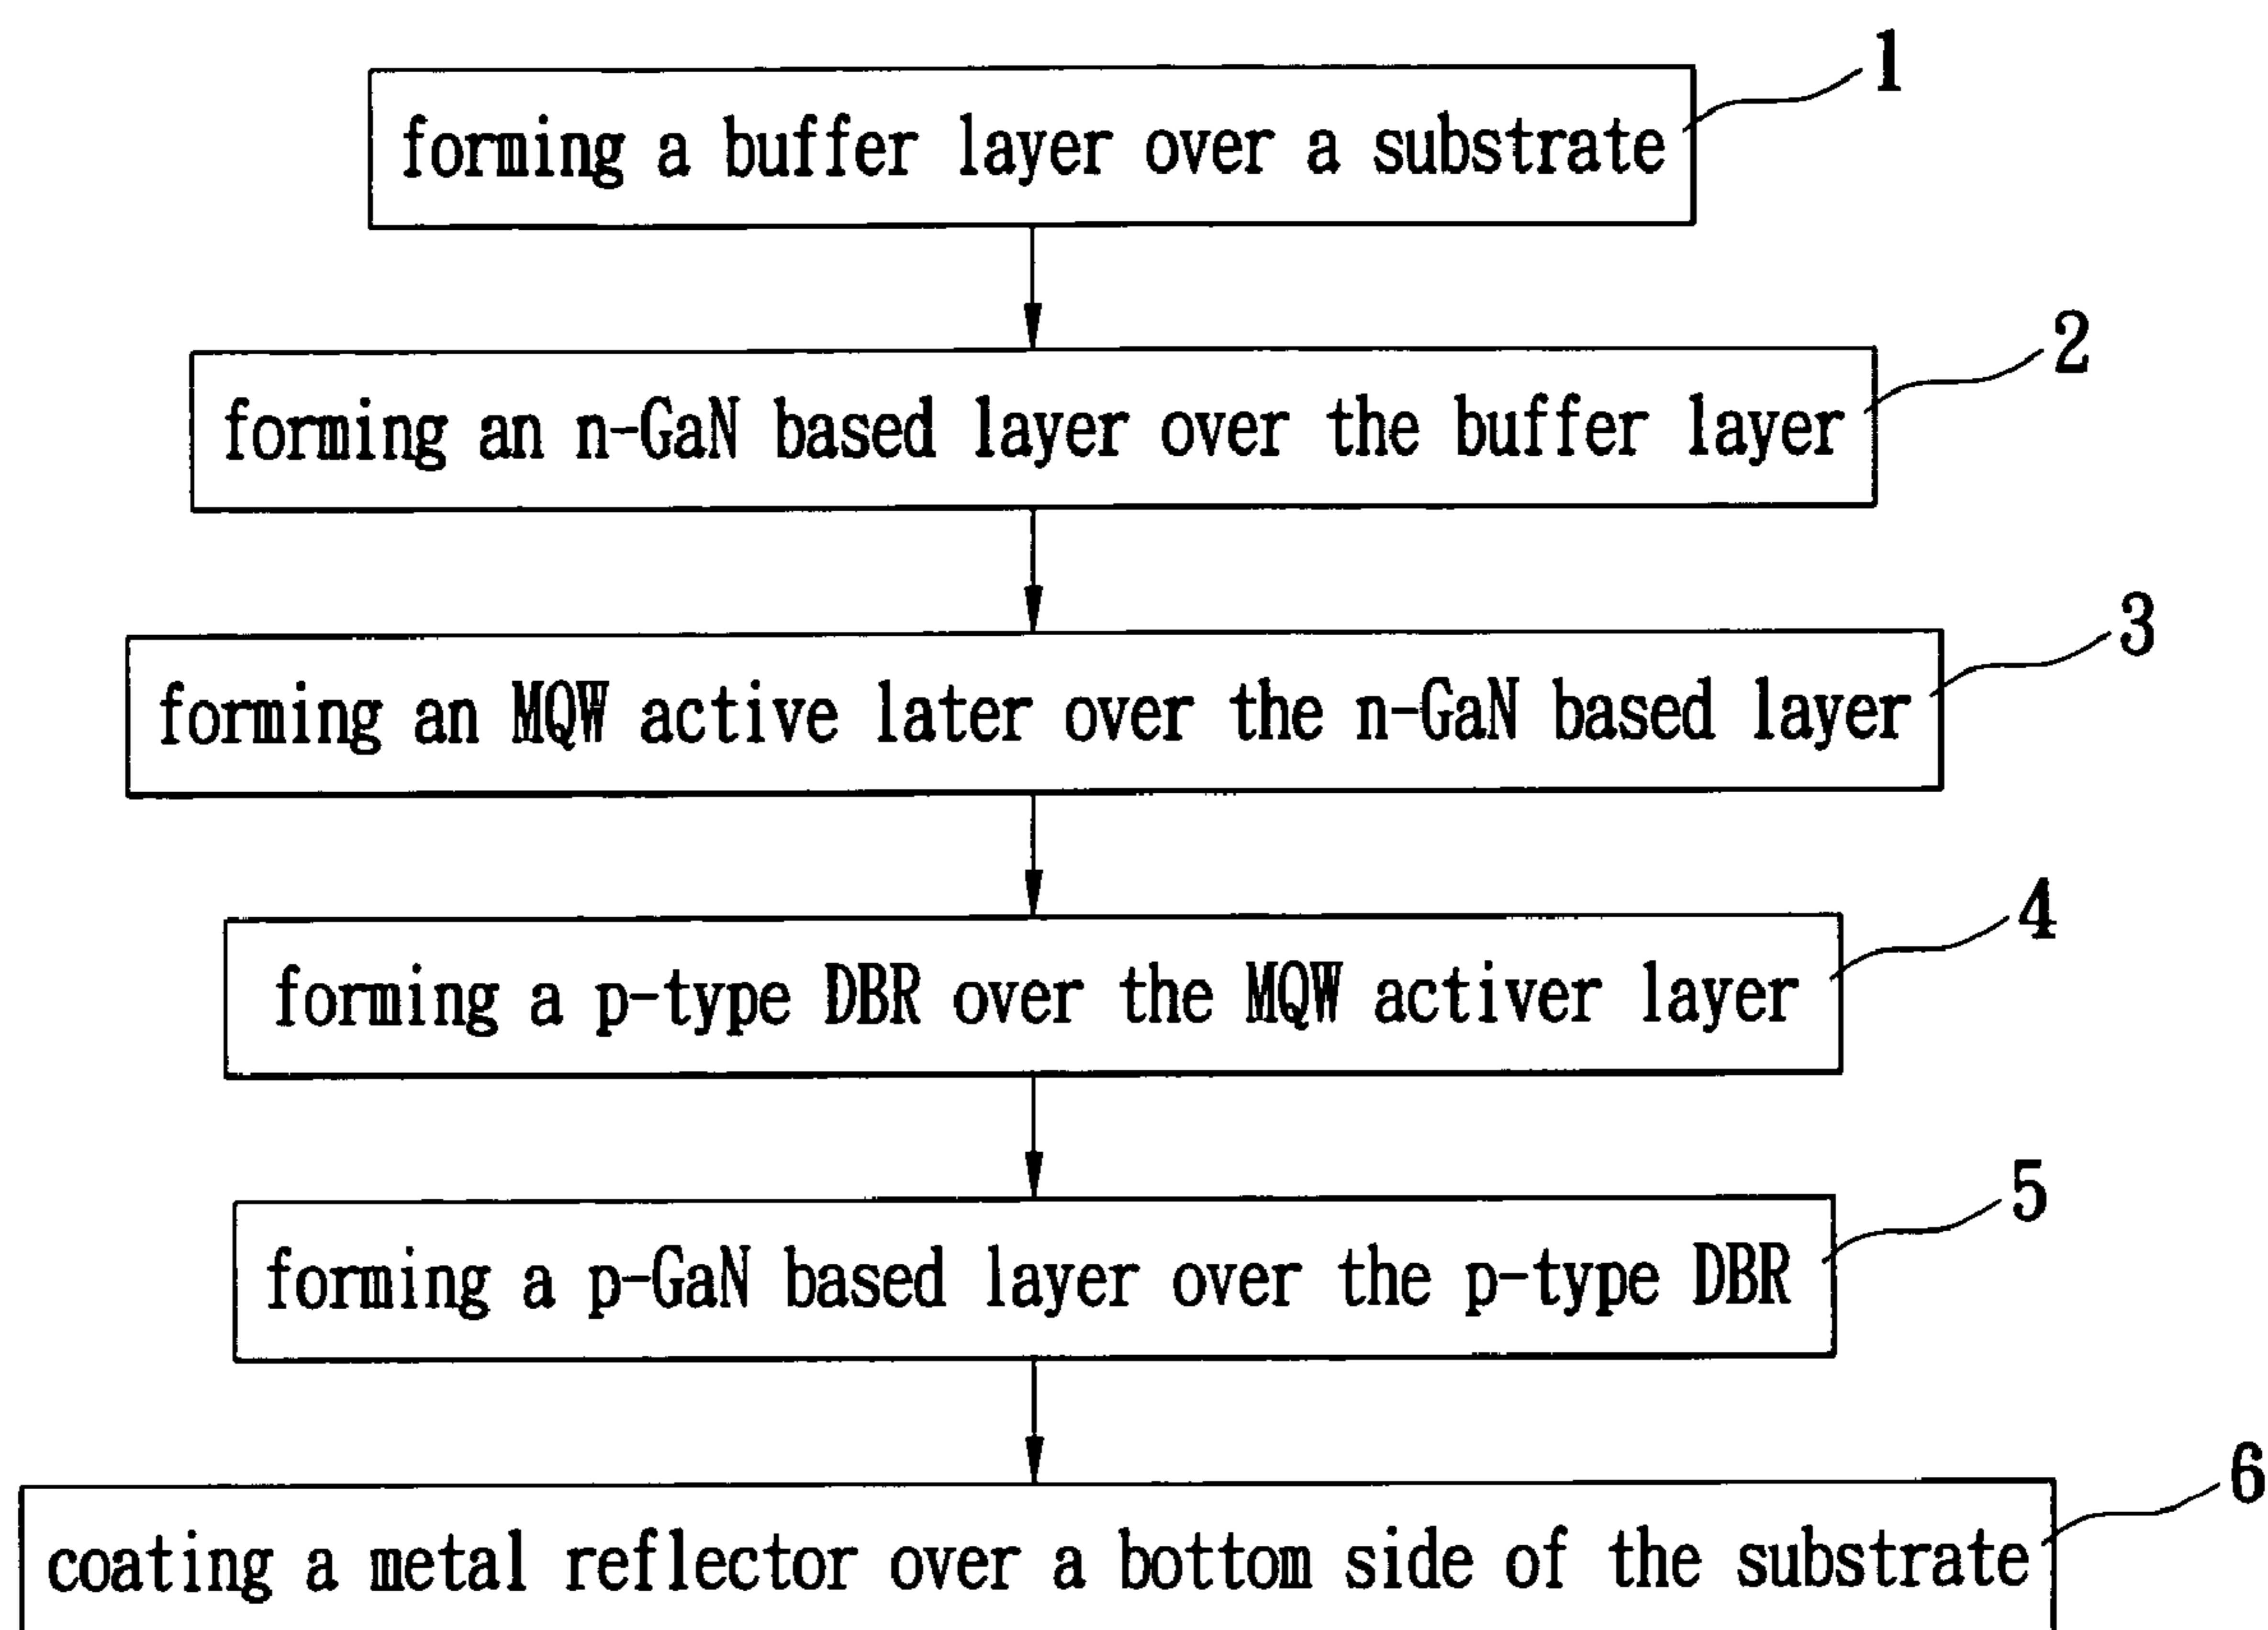 1
forming a buffer layer over a substrate
2
forming an n-GaN based layer over the buffer layer
3
forming an MQW active later over the n-GaN based layer
4
forming a p-type DBR over the MQW activer layer
5
forming a p-GaN based layer over the p-type DBR
6
coating a metal reflector over a bottom side of the substrate